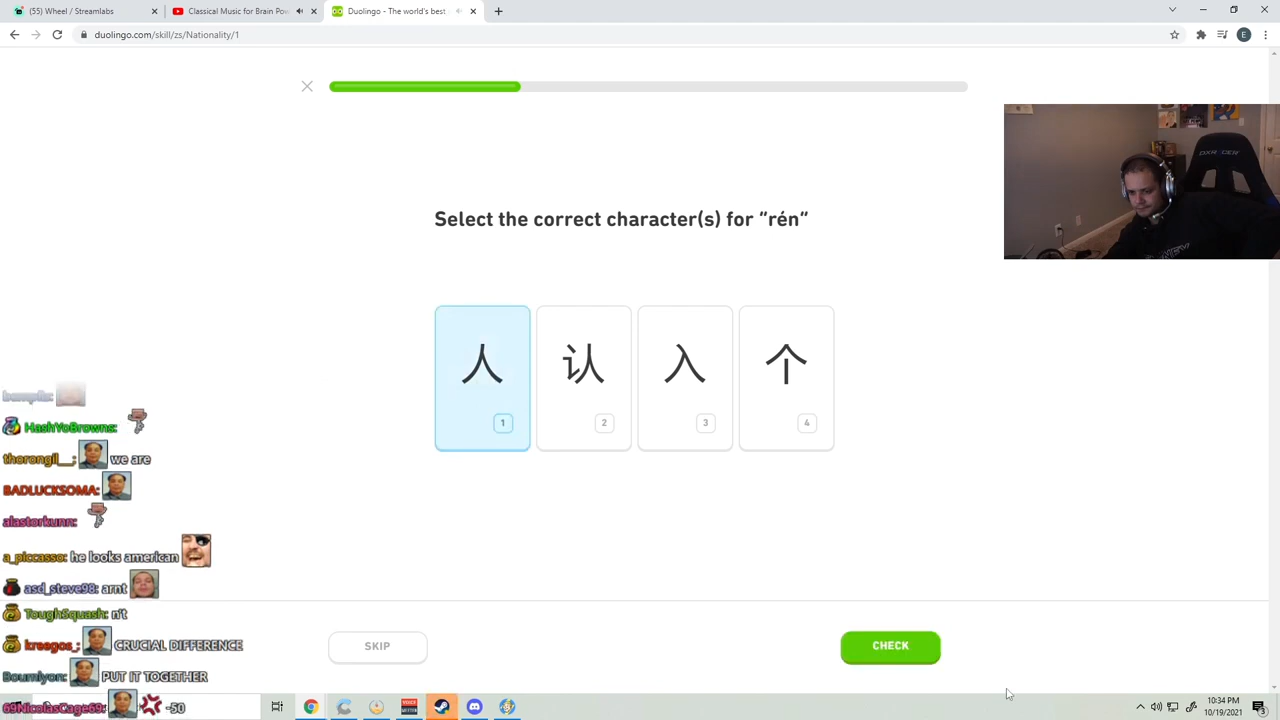 (55) Wheel / Streamlabs
Classical Music for Brain Pow
Duolingo - The world's best
duolingo.com/skill/zs/Nationality/1
E
Select the correct character(s) for "rén"
人 认 入 个
1 2 3 4
DXRACER
HashYoBrowns:
thorongil__: we are
BADLUCKSOMA:
alastorkunn:
a_piccasso: he looks american
asd_steve98: arnt
ToughSquash: n't
kreegos_: CRUCIAL DIFFERENCE
Boumiyon: PUT IT TOGETHER
69NicolasCage69: -50
SKIP
CHECK
10:34 PM
10/19/2021
3